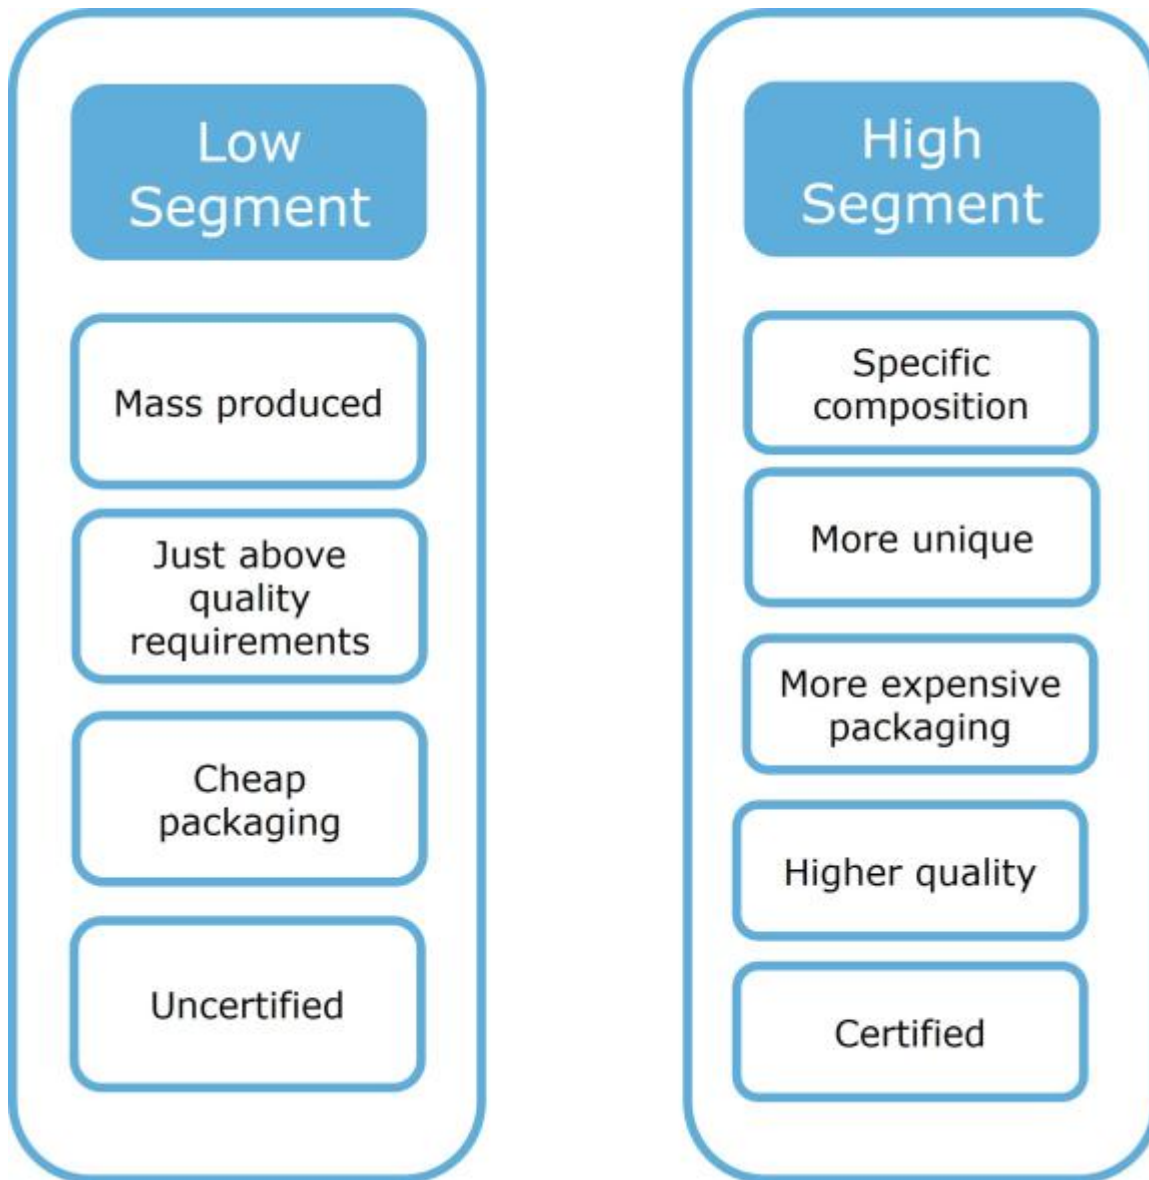 Low
Segment
Mass produced
Just above
quality
requirements
Cheap
packaging
Uncertified
High
Segment
Specific
composition
More unique
More expensive
packaging
Higher quality
Certified